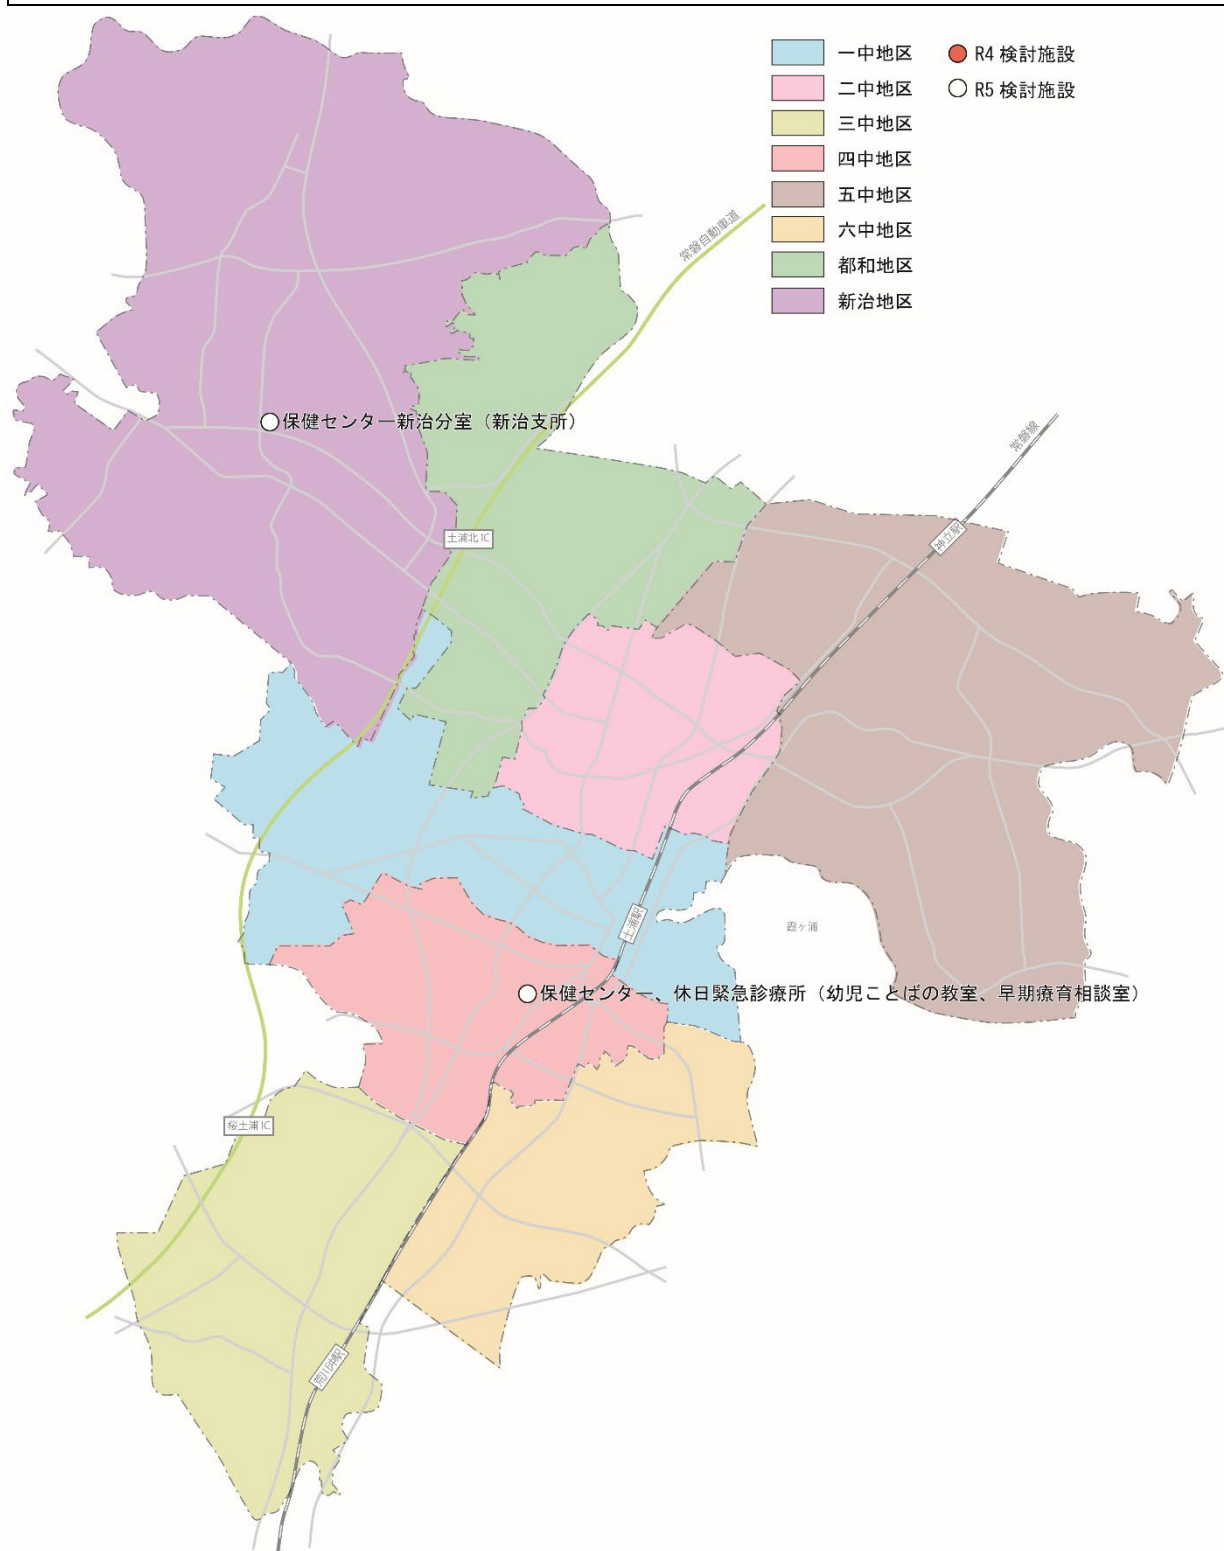 一中地区
二中地区
三中地区
四中地区
五中地区
六中地区
都和地区
新治地区
R4 検討施設
R5 検討施設
常磐自動車道
常磐線
保健センター新治分室（新治支所）
土浦北 IC
神立駅
土浦駅
霞ヶ浦
保健センター、休日緊急診療所（幼児ことばの教室、早期療育相談室）
桜土浦 IC
荒川沖駅